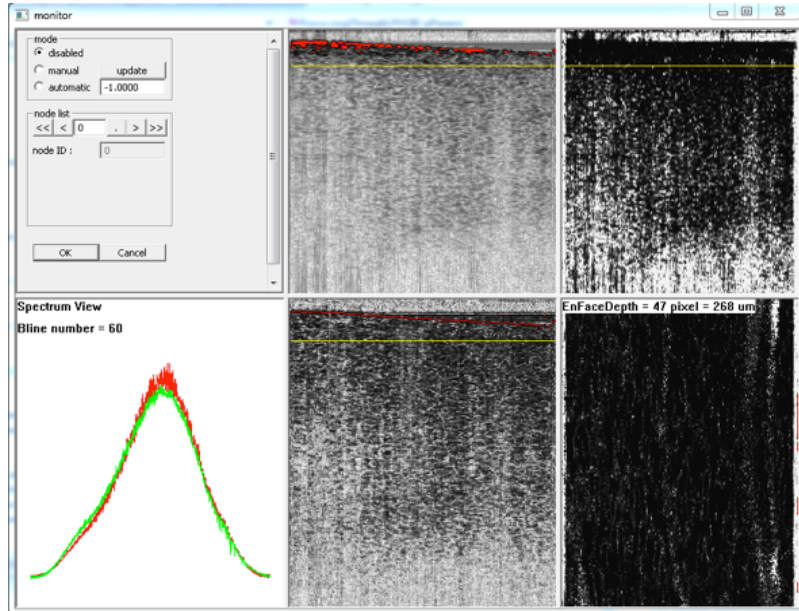 monitor
mode
disabled
manual
update
automatic
-1.0000
node list
<< < 0 . > >>
node ID :
0
OK
Cancel
Spectrum View
Bline number = 60
EnFaceDepth = 47 pixel = 268 um